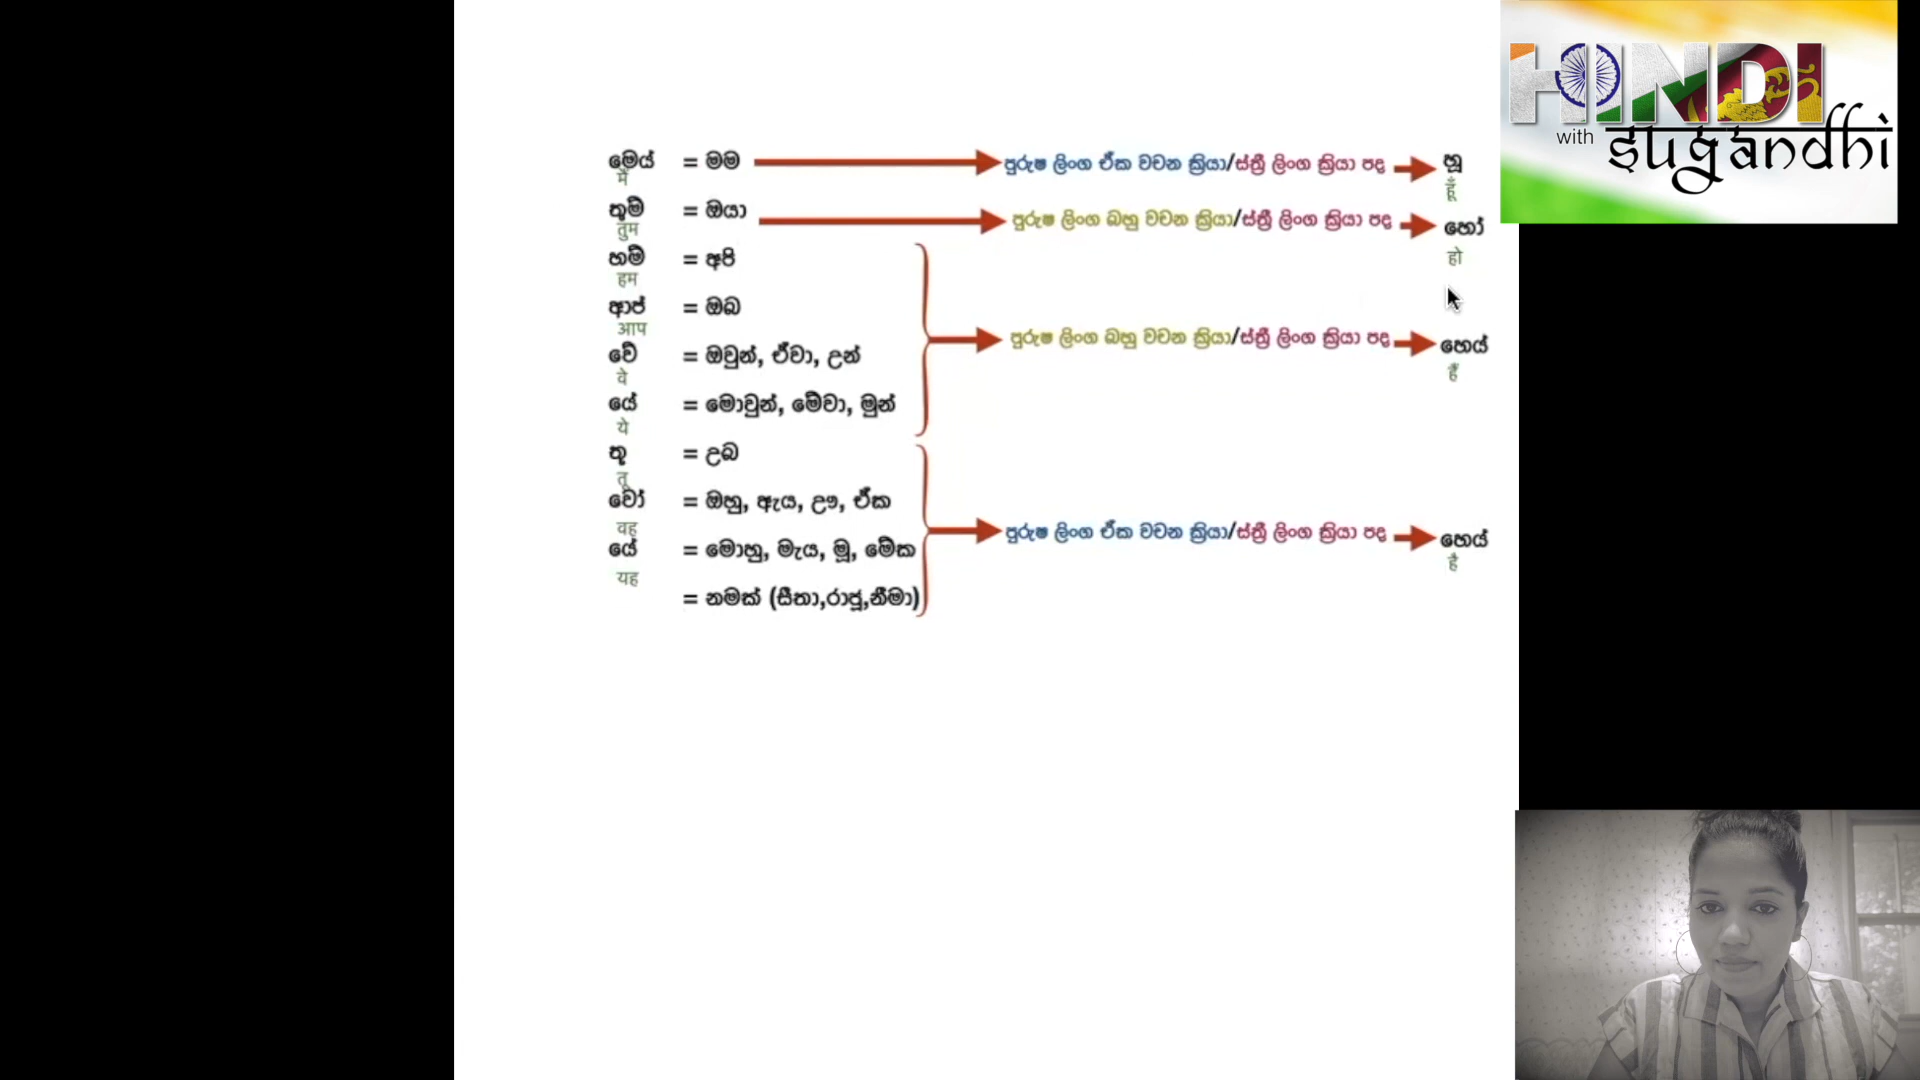 HINDI
with
sugandhi
මෙය් = මම පුරුෂ ලිංග ඒක වචන ක්‍රියා/ස්ත්‍රී ලිංග ක්‍රියා පද හූ
मैं हूँ
තුම් = ඔයා පුරුෂ ලිංග බහු වචන ක්‍රියා/ස්ත්‍රී ලිංග ක්‍රියා පද හෝ
तुम हो
හම් = අපි
हम
ආප් = ඔබ
आप
වේ = ඔවුන්, ඒවා, උන් පුරුෂ ලිංග බහු වචන ක්‍රියා/ස්ත්‍රී ලිංග ක්‍රියා පද හෙය්
वे हैं
යේ = මොවුන්, මේවා, මුන්
ये
තූ = උබ
तू
වෝ = ඔහු, ඇය, ඌ, ඒක පුරුෂ ලිංග ඒක වචන ක්‍රියා/ස්ත්‍රී ලිංග ක්‍රියා පද හෙය්
वह है
යේ = මොහු, මැය, මූ, මේක
यह
= නමක් (සීතා,රාජු,නීමා)